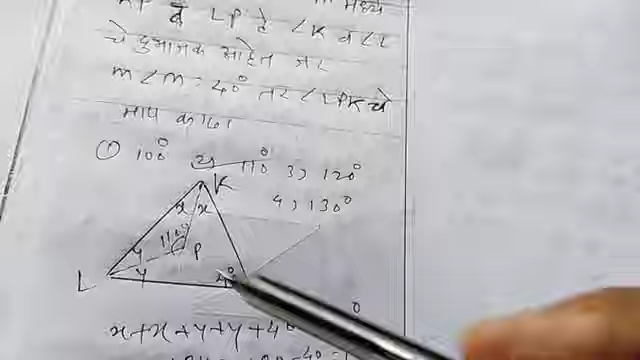 KP व LP हे ∠K व ∠L
चे दुभाजक आहेत जर
m∠m = 40° तर ∠LPK चे
माप काढा
① 100° 2) 110° 3) 120°
4) 130°
K
x x
110°
y P
L y 40°
x+x+y+y+40